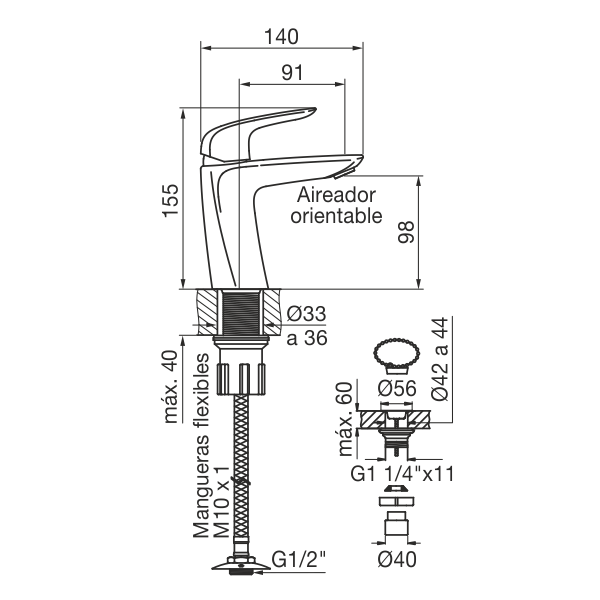 140
91
155
Aireador
orientable
98
Ø33
a 36
máx. 40
Mangueras flexibles
M10 x 1
G1/2"
Ø42 a 44
Ø56
máx. 60
G1 1/4"x11
Ø40